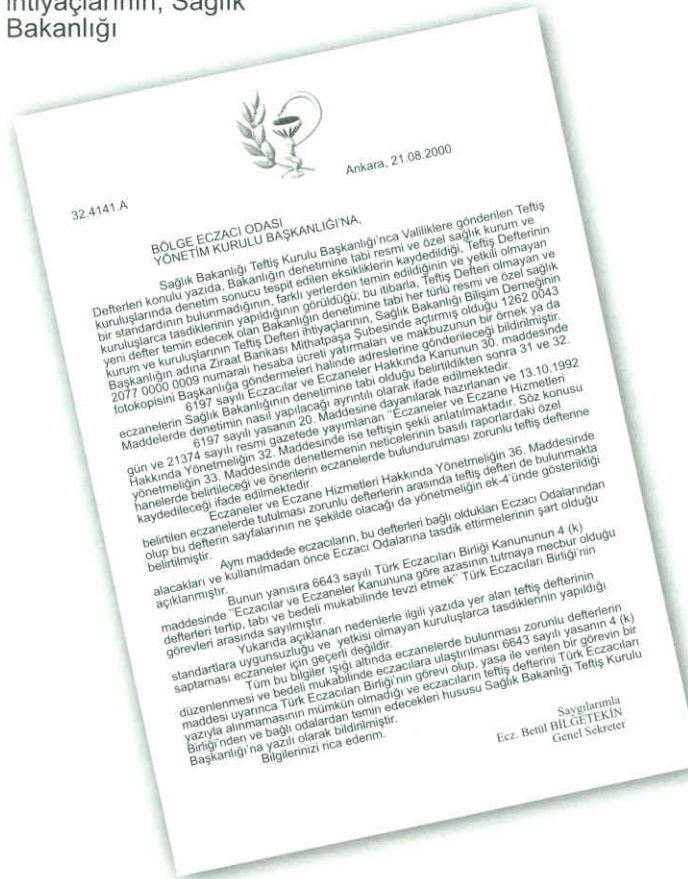 ihtiyaçlarının, Sağlık
Bakanlığı
Ankara, 21.08.2000
32.4141.A
BÖLGE ECZACI ODASI
YÖNETİM KURULU BAŞKANLIĞI'NA,
Sağlık Bakanlığı Teftiş Kurulu Başkanlığı'nca Valiliklere gönderilen Teftiş
Defterleri konulu yazıda, Bakanlığın denetimine tabi resmi ve özel sağlık kurum ve
kuruluşlarında denetim sonucu tespit edilen eksikliklerin kaydedildiği, Teftiş Defterinin
bir standardının bulunmadığının, farklı yerlerden temin edildiğinin ve yetkili olmayan
kuruluşlarca tasdiklerinin yapıldığının görüldüğü; bu itibarla, Teftiş Defteri olmayan ve
yeni defter temin edecek olan Bakanlığın denetimine tabi her türlü resmi ve özel sağlık
kurum ve kuruluşlarının Teftiş Defteri ihtiyaçlarının, Sağlık Bakanlığı Bilişim Derneğinin
Başkanlığın adına Ziraat Bankası Mithatpaşa Şubesinde açtırmış olduğu 1262 0043
2077 0000 0009 numaralı hesaba ücreti yatırmaları ve makbuzunun bir örnek ya da
fotokopisini Başkanlığa göndermeleri halinde adreslerine gönderileceği bildirilmiştir.
6197 sayılı Eczacılar ve Eczaneler Hakkında Kanunun 30. maddesinde
eczanelerin Sağlık Bakanlığının denetimine tabi olduğu belirtildikten sonra 31 ve 32.
Maddelerde denetimin nasıl yapılacağı ayrıntılı olarak ifade edilmektedir.
6197 sayılı yasanın 20. Maddesine dayanılarak hazırlanan ve 13.10.1992
gün ve 21374 sayılı resmi gazetede yayımlanan "Eczaneler ve Eczane Hizmetleri
Hakkında Yönetmeliğin 32. Maddesinde ise teftişin şekli anlatılmaktadır. Söz konusu
yönetmeliğin 33. Maddesinde denetlemenin neticelerinin basılı raporlardaki özel
hanelerde belirtileceği ve önerilerin eczanelerde bulundurulması zorunlu teftiş defterine
kaydedileceği ifade edilmektedir.
Eczaneler ve Eczane Hizmetleri Hakkında Yönetmeliğin 36. Maddesinde
belirtilen eczanelerde tutulması zorunlu defterlerin arasında teftiş defteri de bulunmakta
olup bu defterin sayfalarının ne şekilde olacağı da yönetmeliğin ek-4'ünde gösterildiği
belirtilmiştir.
Aynı maddede eczacıların, bu defterleri bağlı oldukları Eczacı Odalarından
alacakları ve kullanılmadan önce Eczacı Odalarına tasdik ettirmelerinin şart olduğu
açıklanmıştır.
Bunun yanısıra 6643 sayılı Türk Eczacıları Birliği Kanununun 4 (k)
maddesinde "Eczacılar ve Eczaneler Kanununa göre azasının tutmaya mecbur olduğu
defterleri tertip, tabı ve bedeli mukabilinde tevzi etmek" Türk Eczacıları Birliği'nin
görevleri arasında sayılmıştır.
Yukarıda açıklanan nedenlerle ilgili yazıda yer alan teftiş defterinin
standartlara uygunsuzluğu ve yetkisi olmayan kuruluşlarca tasdiklerinin yapıldığı
saptaması eczaneler için geçerli değildir.
Tüm bu bilgiler ışığı altında eczanelerde bulunması zorunlu defterlerin
düzenlenmesi ve bedeli mukabilinde eczacılara ulaştırılması 6643 sayılı yasanın 4 (k)
maddesi uyarınca Türk Eczacıları Birliği'nin görevi olup, yasa ile verilen bir görevin bir
yazıyla alınmamasının mümkün olmadığı ve eczacıların teftiş defterini Türk Eczacıları
Birliği'nden ve bağlı odalardan temin edecekleri hususu Sağlık Bakanlığı Teftiş Kurulu
Başkanlığı'na yazılı olarak bildirilmiştir.
Bilgilerinizi rica ederim.
Saygılarımla
Ecz. Betül BİLGETEKİN
Genel Sekreter